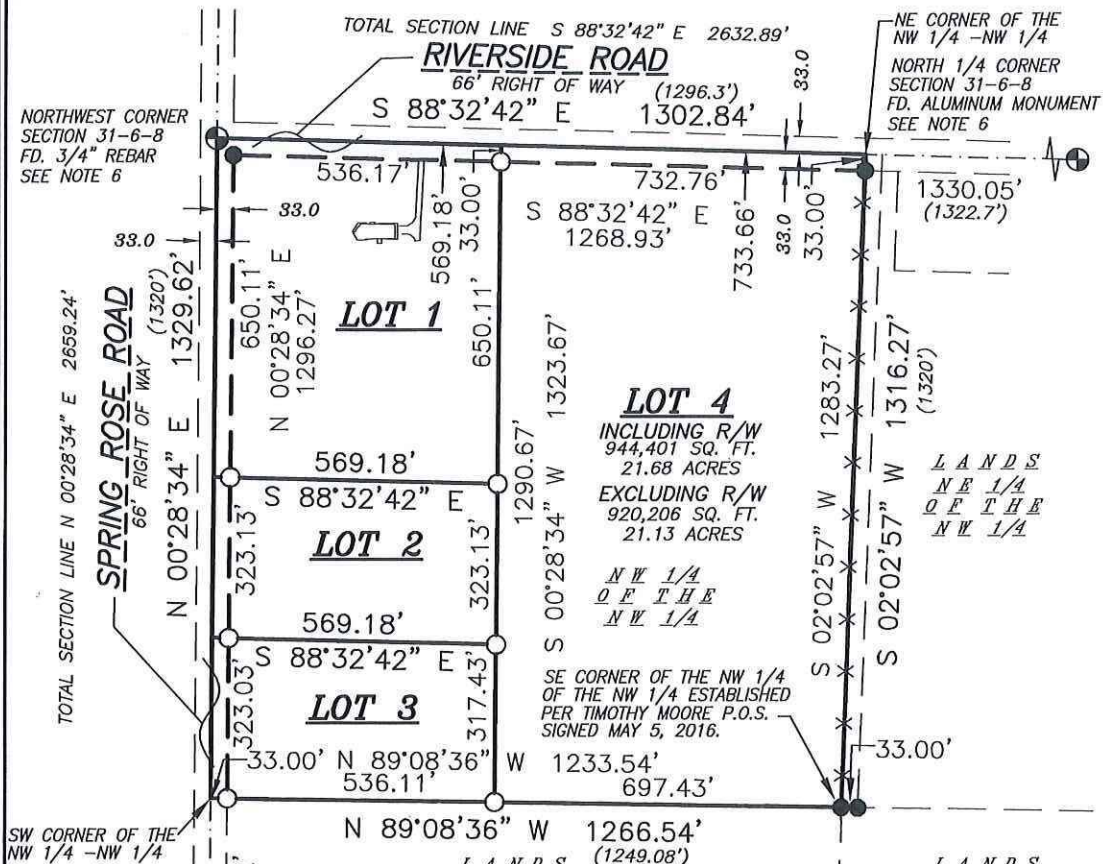 TOTAL SECTION LINE S 88°32'42" E 2632.89'
RIVERSIDE ROAD
66' RIGHT OF WAY
(1296.3')
S 88°32'42" E 1302.84'
33.0
NE CORNER OF THE
NW 1/4 -NW 1/4
NORTH 1/4 CORNER
SECTION 31-6-8
FD. ALUMINUM MONUMENT
SEE NOTE 6
NORTHWEST CORNER
SECTION 31-6-8
FD. 3/4" REBAR
SEE NOTE 6
536.17'
732.76'
1330.05'
(1322.7')
33.0
33.0
S 88°32'42" E
1268.93'
569.18'
33.00'
733.66'
33.0
33.00'
TOTAL SECTION LINE N 00°28'34" E 2659.24'
SPRING ROSE ROAD
66' RIGHT OF WAY
(1320')
N 00°28'34" E 1329.62'
650.11'
N 00°28'34" E
1296.27'
LOT 1
650.11'
1290.67'
S 00°28'34" W 1323.67'
LOT 4
INCLUDING R/W
944,401 SQ. FT.
21.68 ACRES
EXCLUDING R/W
920,206 SQ. FT.
21.13 ACRES
NW 1/4
OF THE
NW 1/4
1283.27'
S 02°02'57" W
1316.27'
(1320')
S 02°02'57" W
LANDS
NE 1/4
OF THE
NW 1/4
569.18'
S 88°32'42" E
323.13'
LOT 2
323.13'
569.18'
S 88°32'42" E
323.03'
LOT 3
317.43'
SE CORNER OF THE NW 1/4
OF THE NW 1/4 ESTABLISHED
PER TIMOTHY MOORE P.O.S.
SIGNED MAY 5, 2016.
33.00'
33.00' N 89°08'36" W 1233.54'
536.11'
697.43'
SW CORNER OF THE
NW 1/4 -NW 1/4
N 89°08'36" W 1266.54'
(1249.08')
LANDS
LANDS